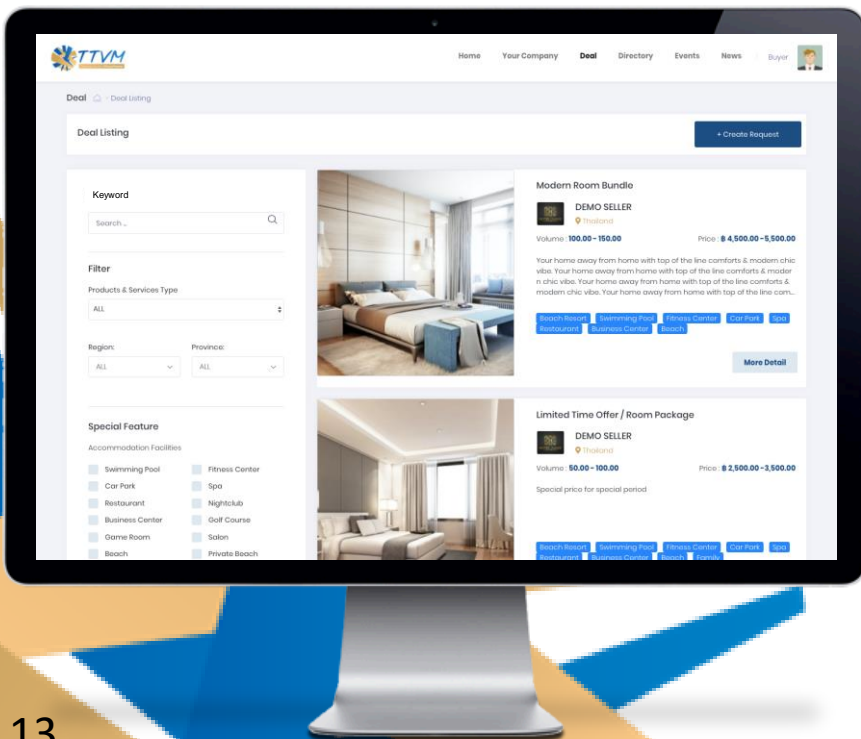 TTVM
Home Your Company Deal Directory Events News Buyer
Deal - Deal Listing
Deal Listing
+ Create Request
Keyword
Search ...
Filter
Products & Services Type
ALL
Region: Province:
ALL ALL
Special Feature
Accommodation Facilities
Swimming Pool Fitness Center
Car Park Spa
Restaurant Nightclub
Business Center Golf Course
Game Room Salon
Beach Private Beach
Modern Room Bundle
DEMO SELLER
Thailand
Volume : 100.00 - 150.00 Price : ฿ 4,500.00 -5,500.00
Your home away from home with top of the line comforts & modern chic
vibe. Your home away from home with top of the line comforts & moder
n chic vibe. Your home away from home with top of the line comforts &
modern chic vibe. Your home away from home with top of the line com...
Beach Resort Swimming Pool Fitness Center Car Park Spa
Restaurant Business Center Beach
More Detail
Limited Time Offer / Room Package
DEMO SELLER
Thailand
Volume : 50.00 - 100.00 Price : ฿ 2,500.00 -3,500.00
Special price for special period
Beach Resort Swimming Pool Fitness Center Car Park Spa
Restaurant Business Center Beach Family
13